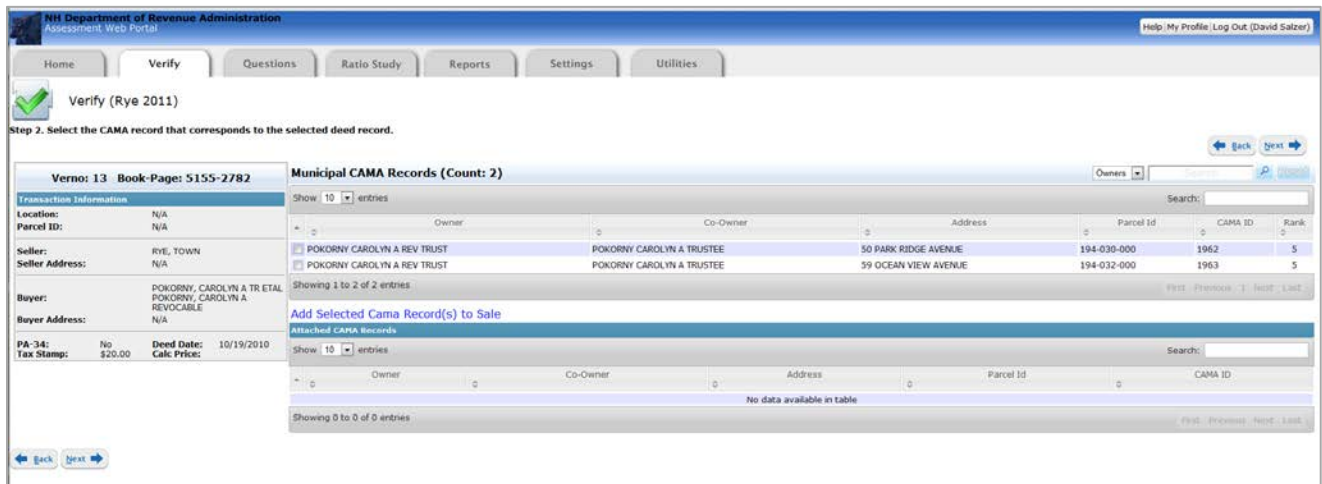 NH Department of Revenue Administration
Assessment Web Portal
Help My Profile Log Out (David Salzer)
Home Verify Questions Ratio Study Reports Settings Utilities
Verify (Rye 2011)
Step 2. Select the CAMA record that corresponds to the selected deed record.
Back Next
Verno: 13 Book-Page: 5155-2782
Transaction Information
Location: N/A
Parcel ID: N/A
Seller: RYE, TOWN
Seller Address: N/A
Buyer: POKORNY, CAROLYN A TR ETAL
POKORNY, CAROLYN A
REVOCABLE
Buyer Address: N/A
PA-34: No Deed Date: 10/19/2010
Tax Stamp: $20.00 Calc Price:
Municipal CAMA Records (Count: 2) Owners
Show 10 entries Search:
Owner Co-Owner Address Parcel Id CAMA ID Rank
POKORNY CAROLYN A REV TRUST POKORNY CAROLYN A TRUSTEE 50 PARK RIDGE AVENUE 194-030-000 1962 5
POKORNY CAROLYN A REV TRUST POKORNY CAROLYN A TRUSTEE 59 OCEAN VIEW AVENUE 194-032-000 1963 5
Showing 1 to 2 of 2 entries First Previous 1 Next Last
Add Selected Cama Record(s) to Sale
Attached CAMA Records
Show 10 entries Search:
Owner Co-Owner Address Parcel Id CAMA ID
No data available in table
Showing 0 to 0 of 0 entries First Previous Next Last
Back Next